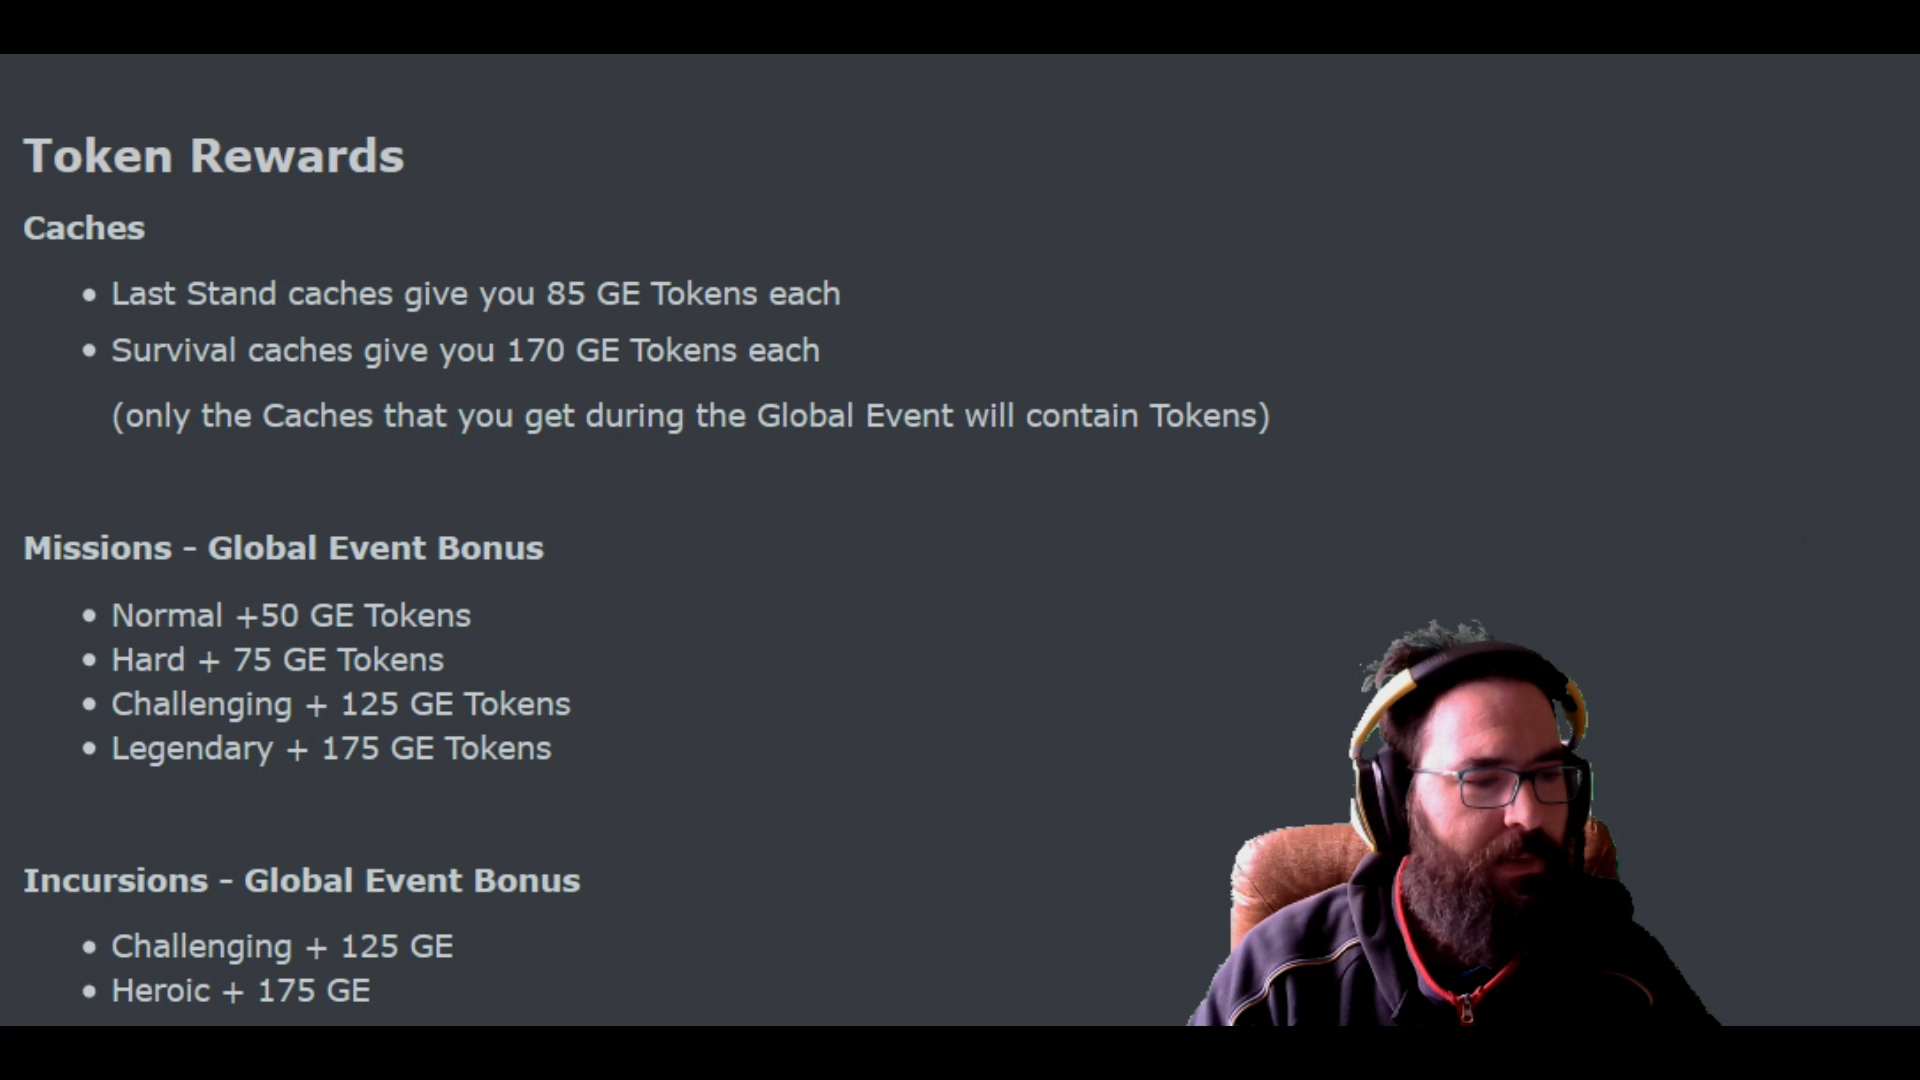 Token Rewards
Caches
• Last Stand caches give you 85 GE Tokens each
• Survival caches give you 170 GE Tokens each
(only the Caches that you get during the Global Event will contain Tokens)
Missions - Global Event Bonus
• Normal +50 GE Tokens
• Hard + 75 GE Tokens
• Challenging + 125 GE Tokens
• Legendary + 175 GE Tokens
Incursions - Global Event Bonus
• Challenging + 125 GE
• Heroic + 175 GE